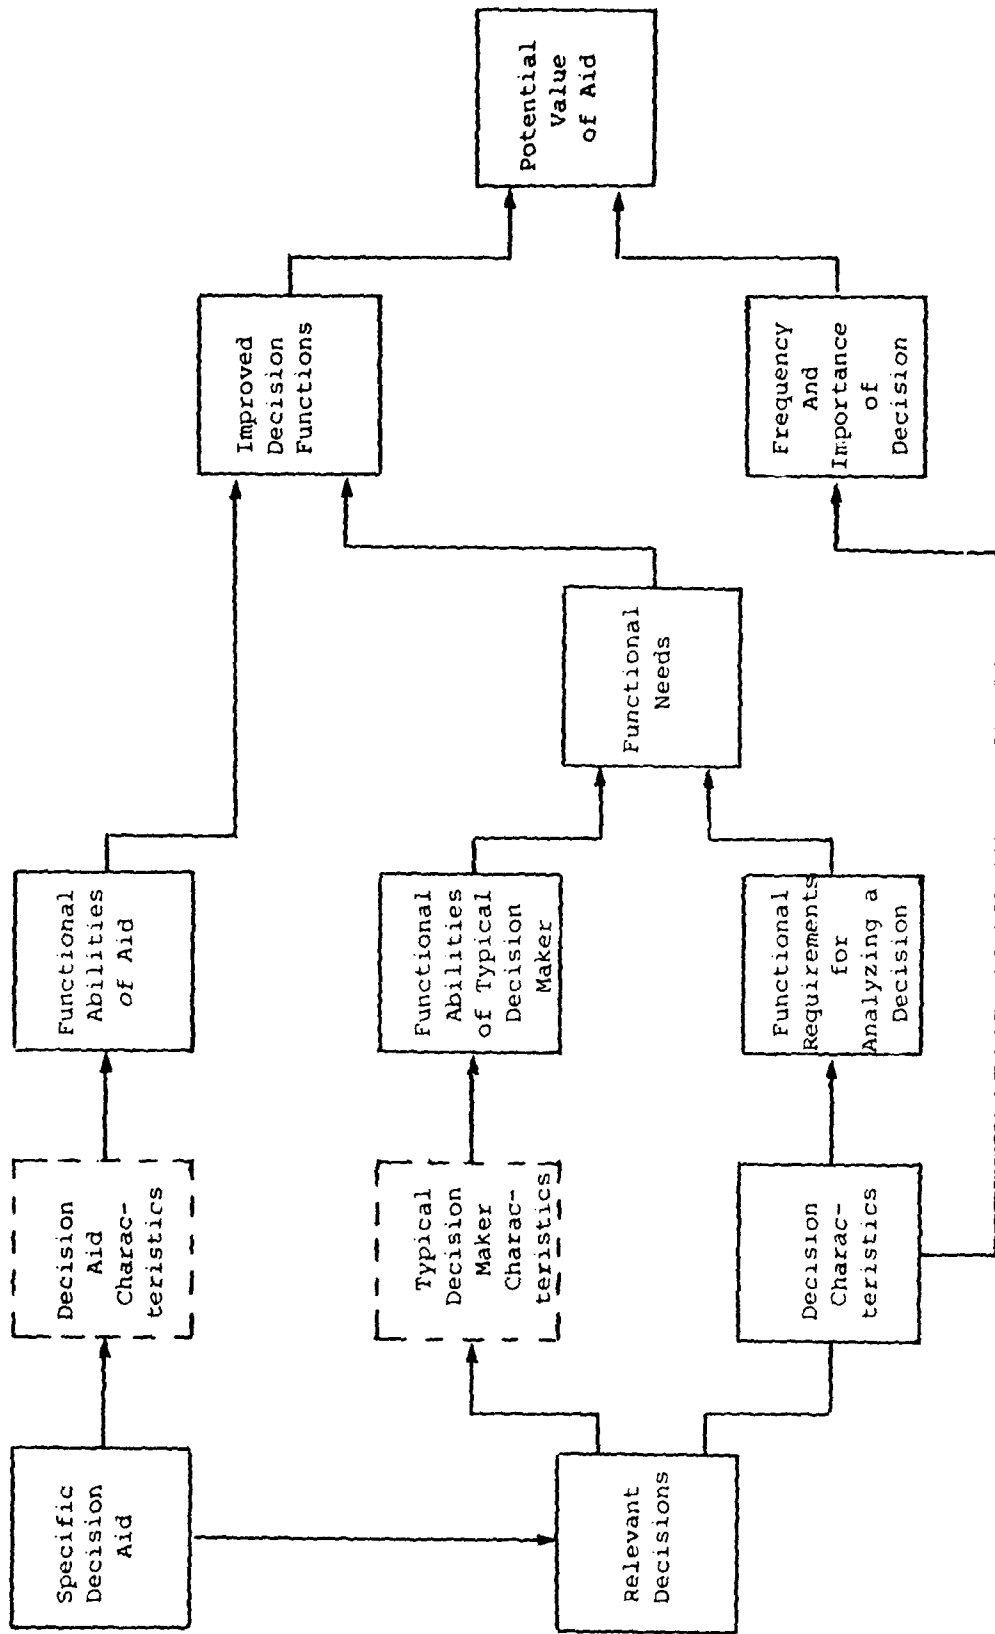 Specific
Decision
Aid
Decision
Aid
Charac-
teristics
Functional
Abilities
of Aid
Improved
Decision
Functions
Potential
Value
of Aid
Relevant
Decisions
Typical
Decision
Maker
Charac-
teristics
Functional
Abilities
of Typical
Decision
Maker
Functional
Needs
Decision
Charac-
teristics
Functional
Requirements
for
Analyzing a
Decision
Frequency
And
Importance
of
Decision